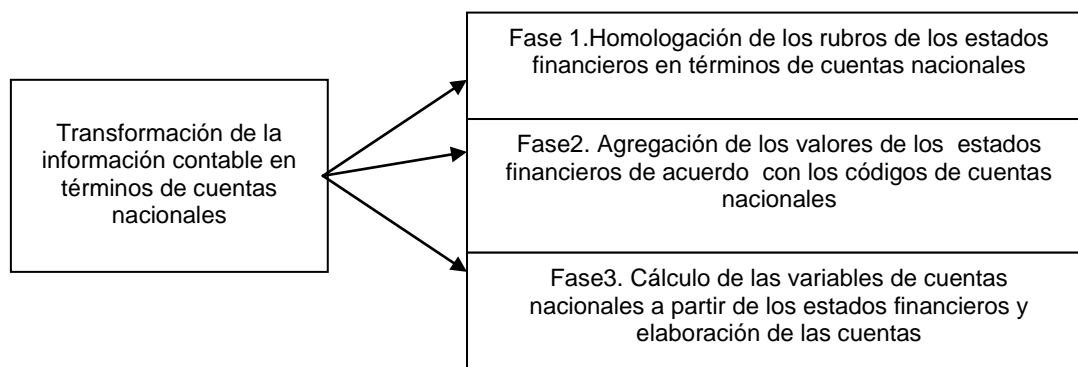 Transformación de la
información contable en
términos de cuentas
nacionales
Fase 1.Homologación de los rubros de los estados
financieros en términos de cuentas nacionales
Fase2. Agregación de los valores de los estados
financieros de acuerdo con los códigos de cuentas
nacionales
Fase3. Cálculo de las variables de cuentas
nacionales a partir de los estados financieros y
elaboración de las cuentas